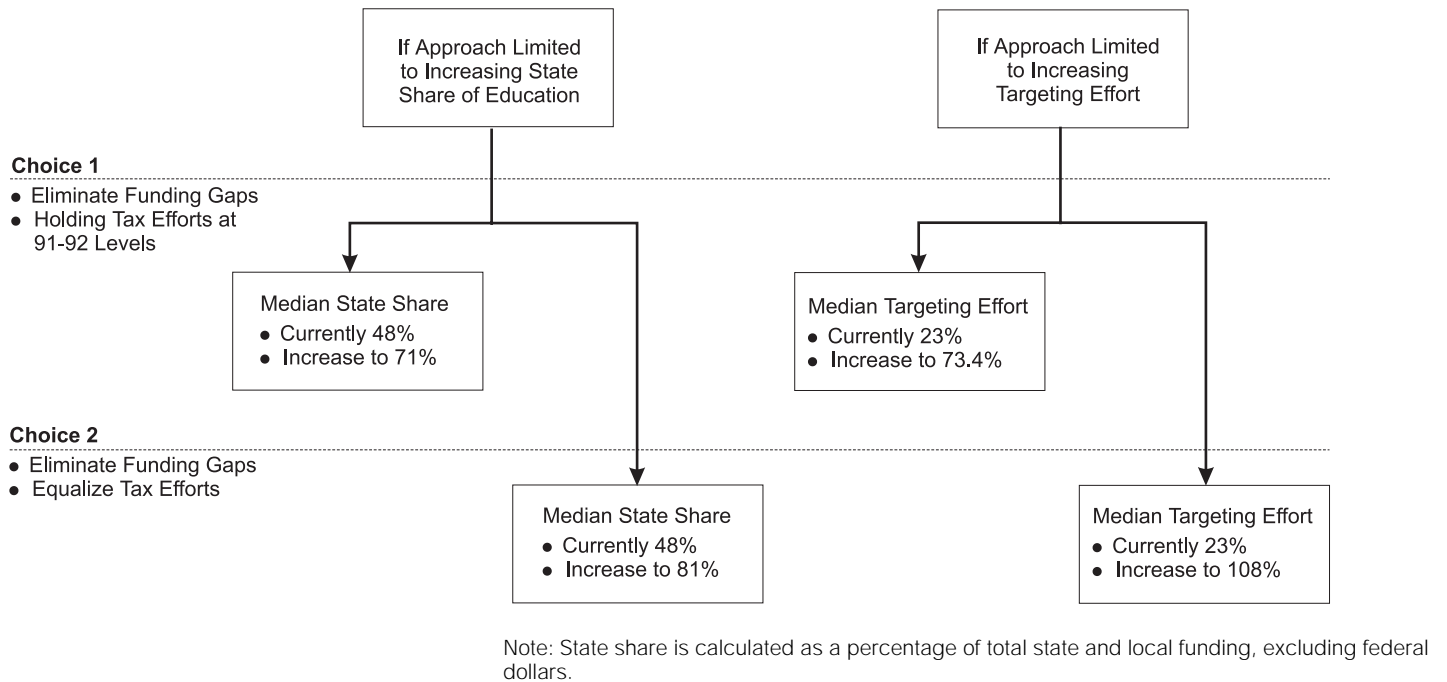 If Approach Limited
to Increasing State
Share of Education
If Approach Limited
to Increasing
Targeting Effort
Choice 1
● Eliminate Funding Gaps
● Holding Tax Efforts at
91-92 Levels
Median State Share
● Currently 48%
● Increase to 71%
Median Targeting Effort
● Currently 23%
● Increase to 73.4%
Choice 2
● Eliminate Funding Gaps
● Equalize Tax Efforts
Median State Share
● Currently 48%
● Increase to 81%
Median Targeting Effort
● Currently 23%
● Increase to 108%
Note: State share is calculated as a percentage of total state and local funding, excluding federal
dollars.